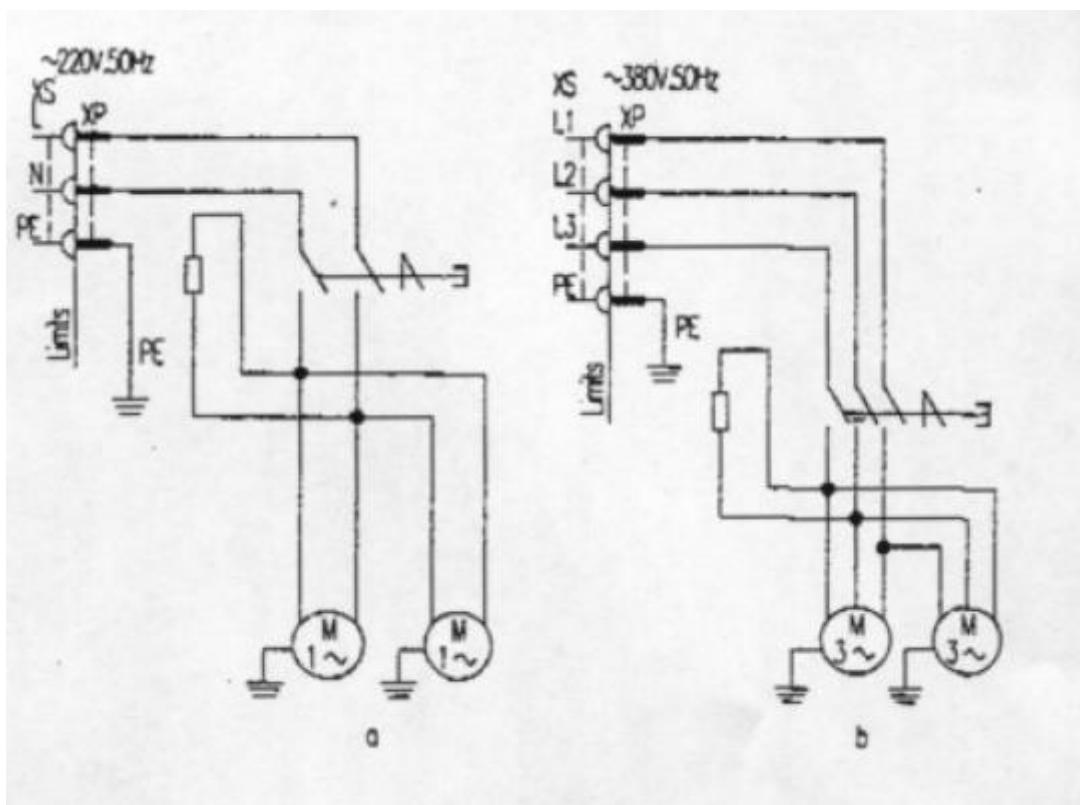 ~220V.50Hz
XS
L
XP
N
PE
Limits
PE
M
1~
M
1~
a
~380V.50Hz
XS
XP
L1
L2
L3
PE
PE
Limits
M
3~
M
3~
b